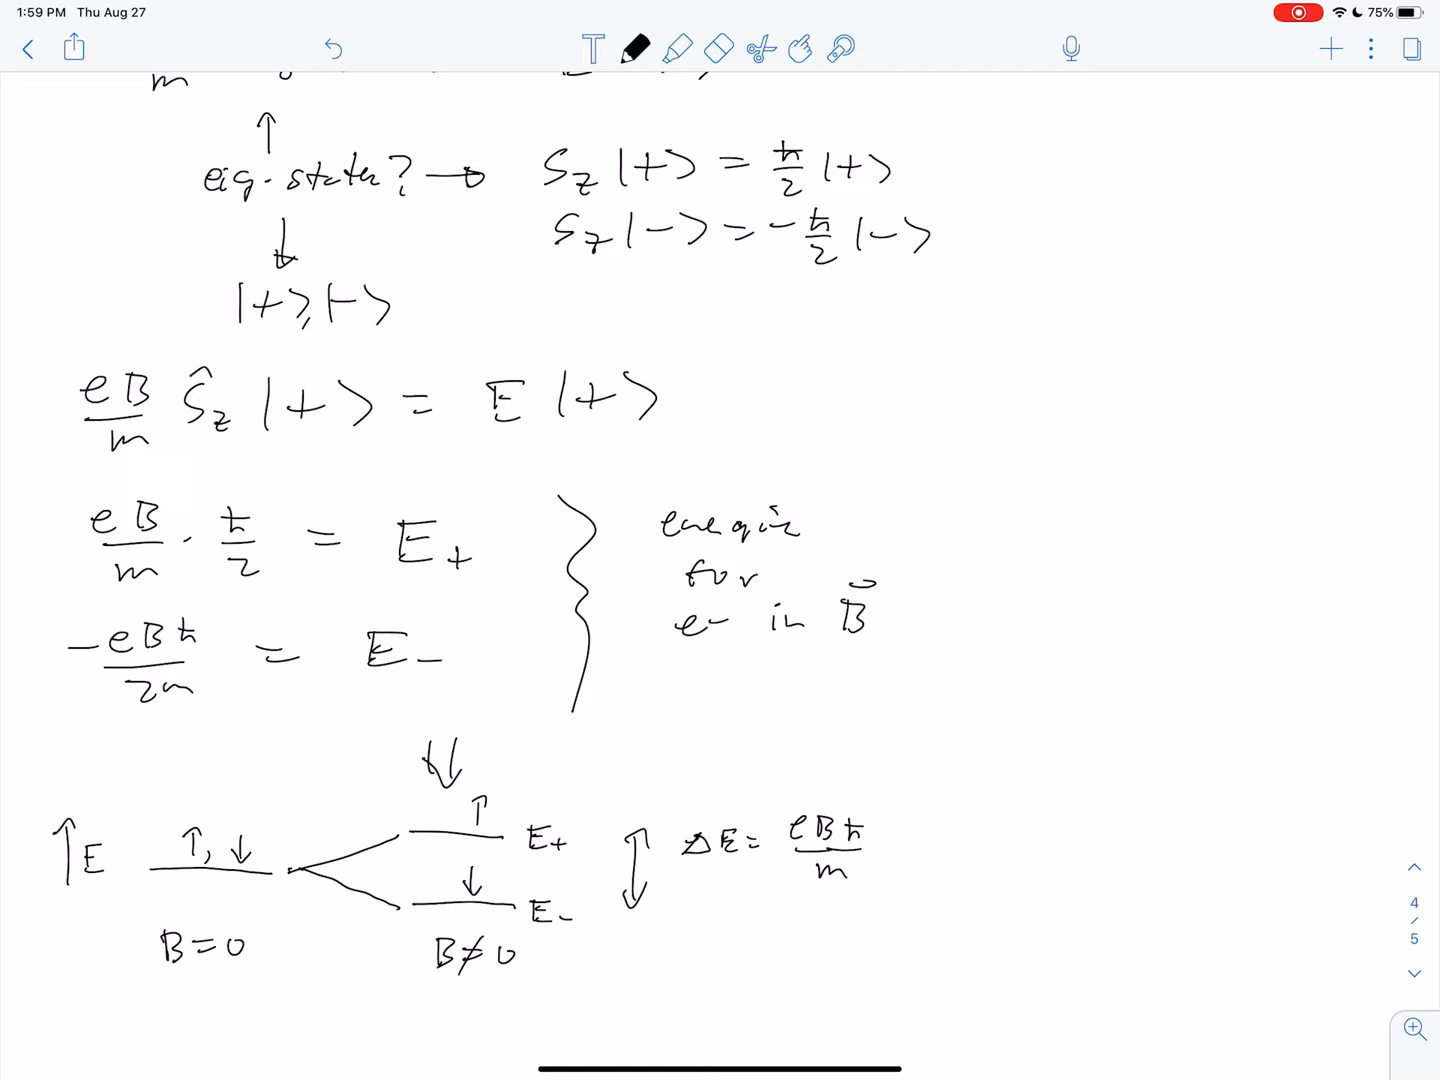 1:59 PM Thu Aug 27
75%
T
m
eig. states? → S_z |+> = ħ/2 |+>
S_z |-> = - ħ/2 |->
|+>, |->
eB/m Ŝ_z |+> = E |+>
eB/m · ħ/2 = E_+
-eBħ/2m = E_-
energies
for
e- in B
↑ E
↑, ↓
↑ E_+
↓ E_-
ΔE = eBħ/m
B = 0
B ≠ 0
4
/
5